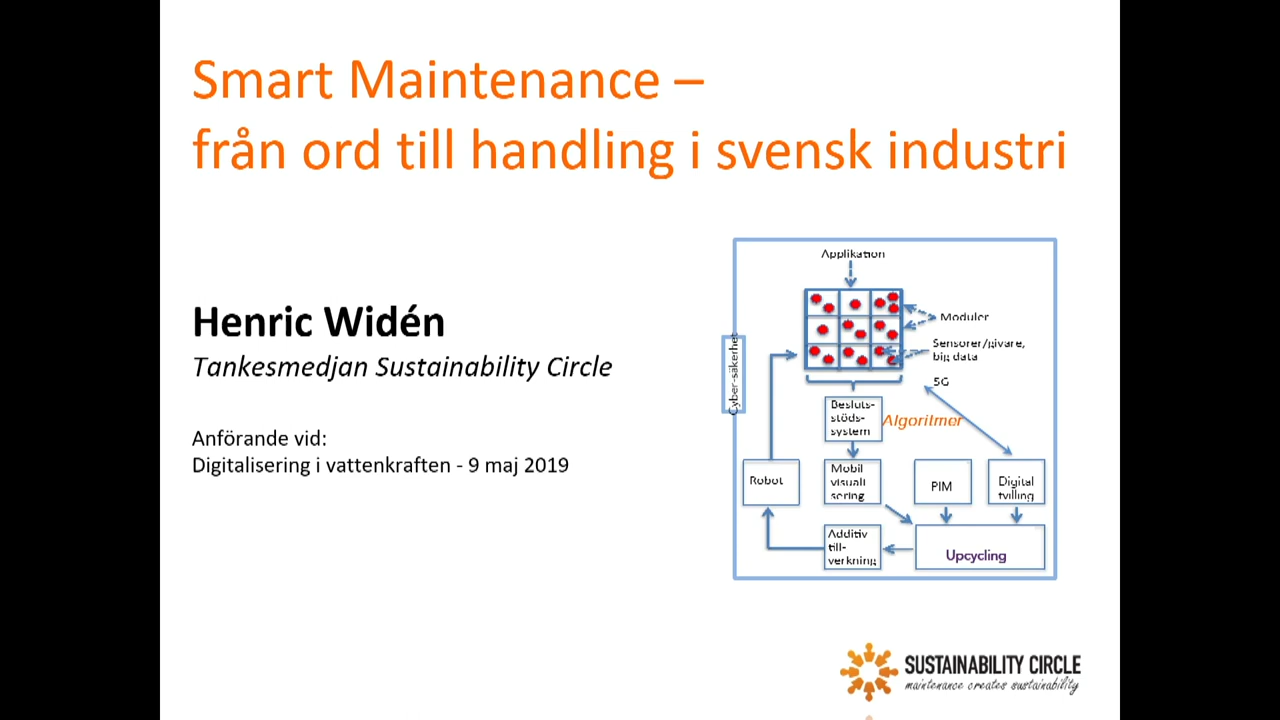 Smart Maintenance –
från ord till handling i svensk industri
Henric Widén
Tankesmedjan Sustainability Circle
Anförande vid:
Digitalisering i vattenkraften - 9 maj 2019
Applikation
Moduler
Sensorer/givare,
big data
5G
Cyber-säkerhet
Besluts-
stöds-
system
Algoritmer
Robot
Mobil
visuali
sering
PIM
Digital
tvilling
Additiv
till-
verkning
Upcycling
SUSTAINABILITY CIRCLE
maintenance creates sustainability